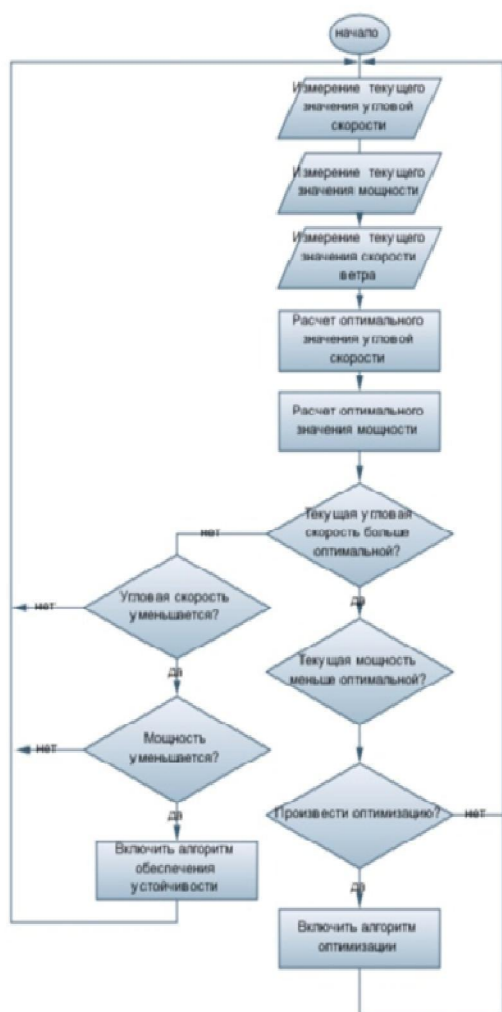 начало
Измерение текущего
значения угловой
скорости
Измерение текущего
значения мощности
Измерение текущего
значения скорости
ветра
Расчет оптимального
значения угловой
скорости
Расчет оптимального
значения мощности
Текущая угловая
скорость больше
оптимальной?
нет
да
Угловая скорость
уменьшается?
нет
да
Текущая мощность
меньше оптимальной?
Мощность
уменьшается?
нет
да
Произвести оптимизацию?
нет
да
Включить алгоритм
обеспечения
устойчивости
Включить алгоритм
оптимизации